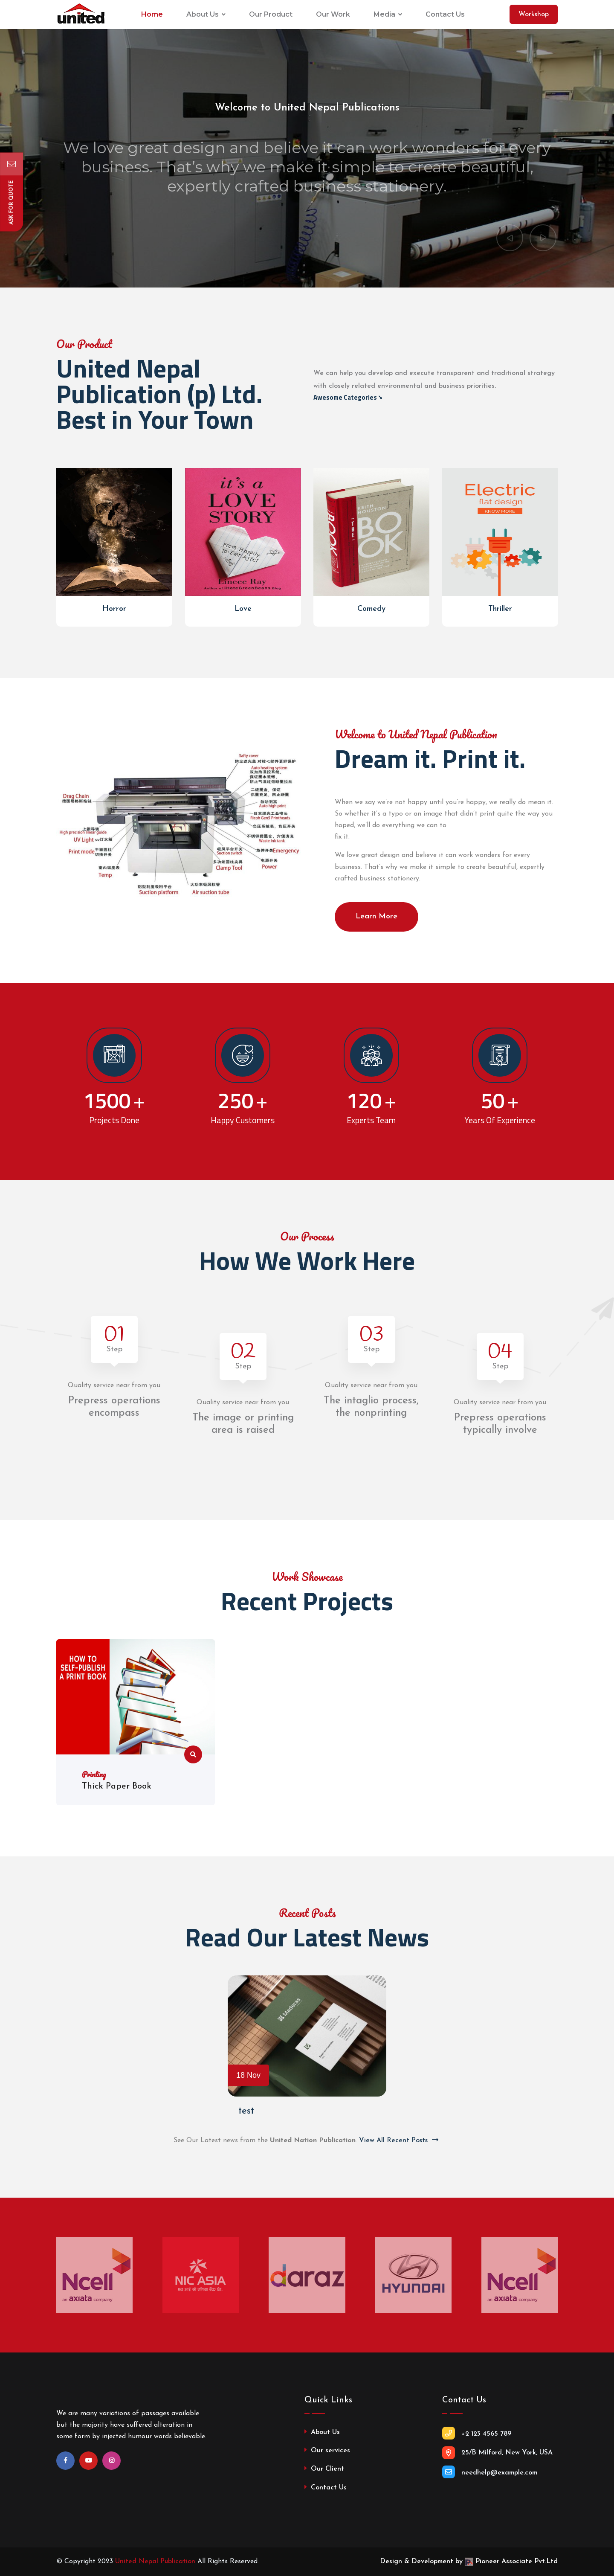 united
Home
About Us
Our Product
Our Work
Media
Contact Us
Workshop
Welcome to United Nepal Publications
We love great design and believe it can work wonders for every
business. That's why we make it simple to create beautiful,
expertly crafted business stationery.
ASK FOR QUOTE
Our Product
United Nepal
Publication (p) Ltd.
Best in Your Town
We can help you develop and execute transparent and traditional strategy
with closely related environmental and business priorities.
Awesome Categories
it's a
LOVE
STORY
From Happily
To Ever After
THE
BOOK
BOOK
Electric
flat design
Horror
Love
Comedy
Thriller
Welcome to United Nepal Publication
Dream it. Print it.
When we say we're not happy until you're happy, we really do mean it.
So whether it's a typo or an image that didn't print quite the way you
hoped, we'll do everything we can to
fix it.
We love great design and believe it can work wonders for every
business. That's why we make it simple to create beautiful, expertly
crafted business stationery.
Learn More
Safty cover
Auto heating system
Drag Chain
Auto high print
High precision linear guide
Rush Good Printheads
UV Light
Waste Ink tank
Print mode
Emergency
Clamp Tool
Power
Temp
Suction platform
Air suction tube
1500 +
Projects Done
250 +
Happy Customers
120 +
Experts Team
50 +
Years Of Experience
Our Process
How We Work Here
01
Step
Quality service near from you
Prepress operations
encompass
02
Step
Quality service near from you
The image or printing
area is raised
03
Step
Quality service near from you
The intaglio process,
the nonprinting
04
Step
Quality service near from you
Prepress operations
typically involve
Work Showcase
Recent Projects
HOW TO
SELF-PUBLISH
A PRINT BOOK
Printing
Thick Paper Book
Recent Posts
Read Our Latest News
18 Nov
test
See Our Latest news from the United Nation Publication. View All Recent Posts
Ncell
an axiata company
NIC ASIA
daraz
HYUNDAI
Ncell
an axiata company
We are many variations of passages available
but the majority have suffered alteration in
some form by injected humour words believable.
Quick Links
About Us
Our services
Our Client
Contact Us
Contact Us
+2 123 4565 789
25/B Milford, New York, USA
needhelp@example.com
© Copyright 2023 United Nepal Publication All Rights Reserved.
Design & Development by Pioneer Associate Pvt.Ltd